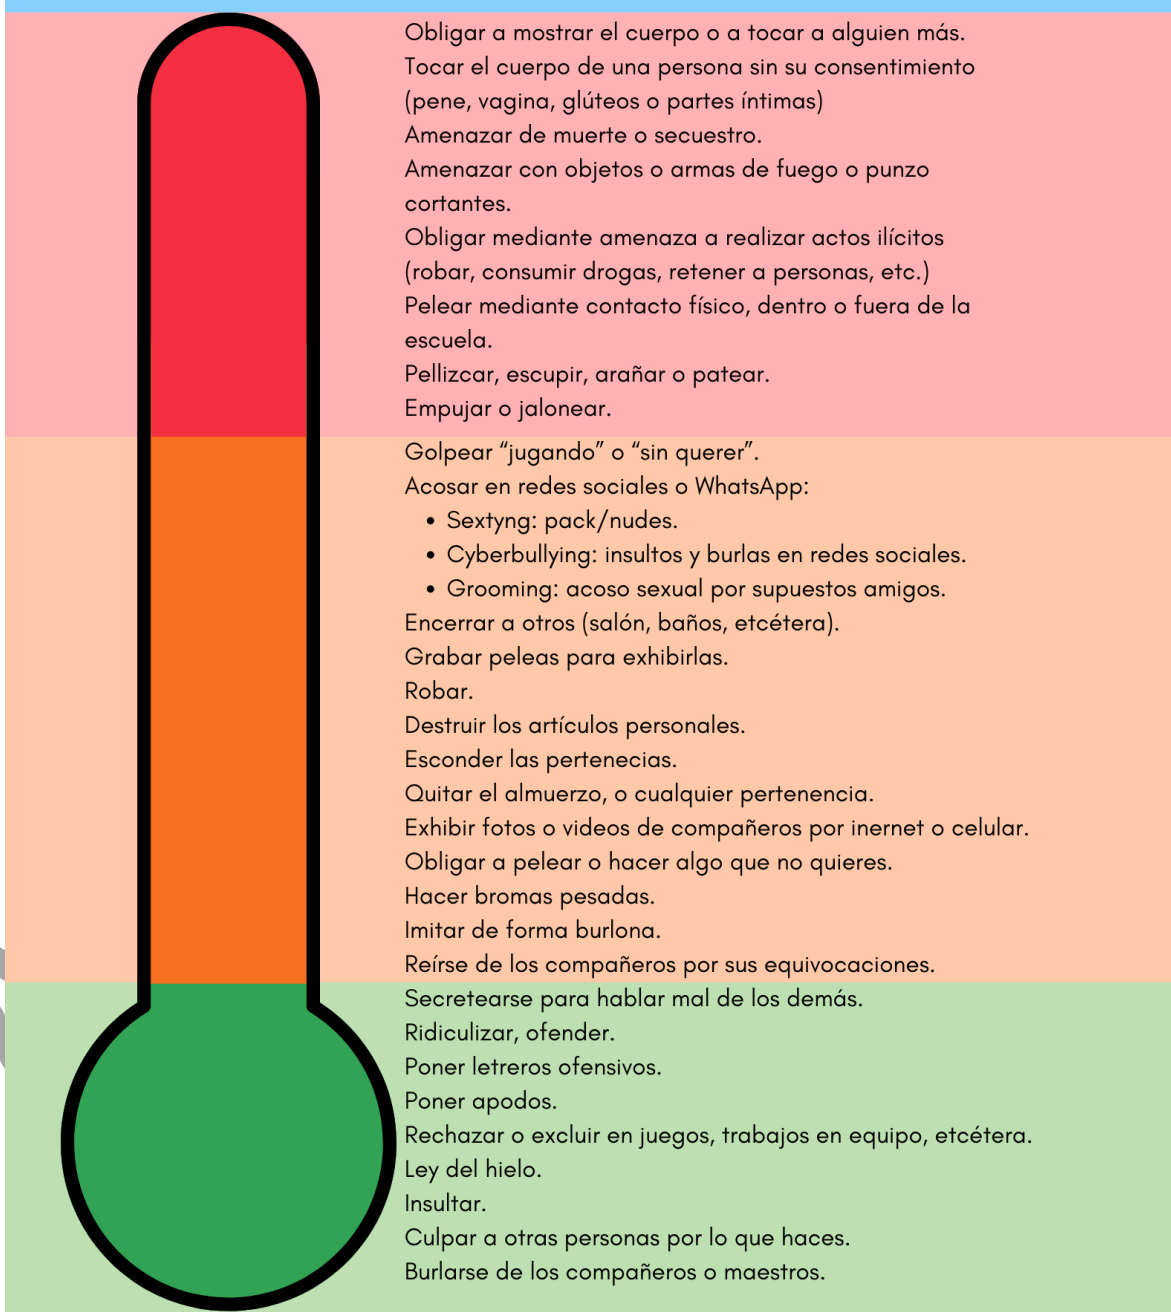 Obligar a mostrar el cuerpo o a tocar a alguien más.
Tocar el cuerpo de una persona sin su consentimiento
(pene, vagina, glúteos o partes íntimas)
Amenazar de muerte o secuestro.
Amenazar con objetos o armas de fuego o punzo
cortantes.
Obligar mediante amenaza a realizar actos ilícitos
(robar, consumir drogas, retener a personas, etc.)
Pelear mediante contacto físico, dentro o fuera de la
escuela.
Pellizcar, escupir, arañar o patear.
Empujar o jalonear.
Golpear “jugando” o “sin querer”.
Acosar en redes sociales o WhatsApp:
• Sextyng: pack/nudes.
• Cyberbullying: insultos y burlas en redes sociales.
• Grooming: acoso sexual por supuestos amigos.
Encerrar a otros (salón, baños, etcétera).
Grabar peleas para exhibirlas.
Robar.
Destruir los artículos personales.
Esconder las pertenecias.
Quitar el almuerzo, o cualquier pertenencia.
Exhibir fotos o videos de compañeros por inernet o celular.
Obligar a pelear o hacer algo que no quieres.
Hacer bromas pesadas.
Imitar de forma burlona.
Reírse de los compañeros por sus equivocaciones.
Secretearse para hablar mal de los demás.
Ridiculizar, ofender.
Poner letreros ofensivos.
Poner apodos.
Rechazar o excluir en juegos, trabajos en equipo, etcétera.
Ley del hielo.
Insultar.
Culpar a otras personas por lo que haces.
Burlarse de los compañeros o maestros.